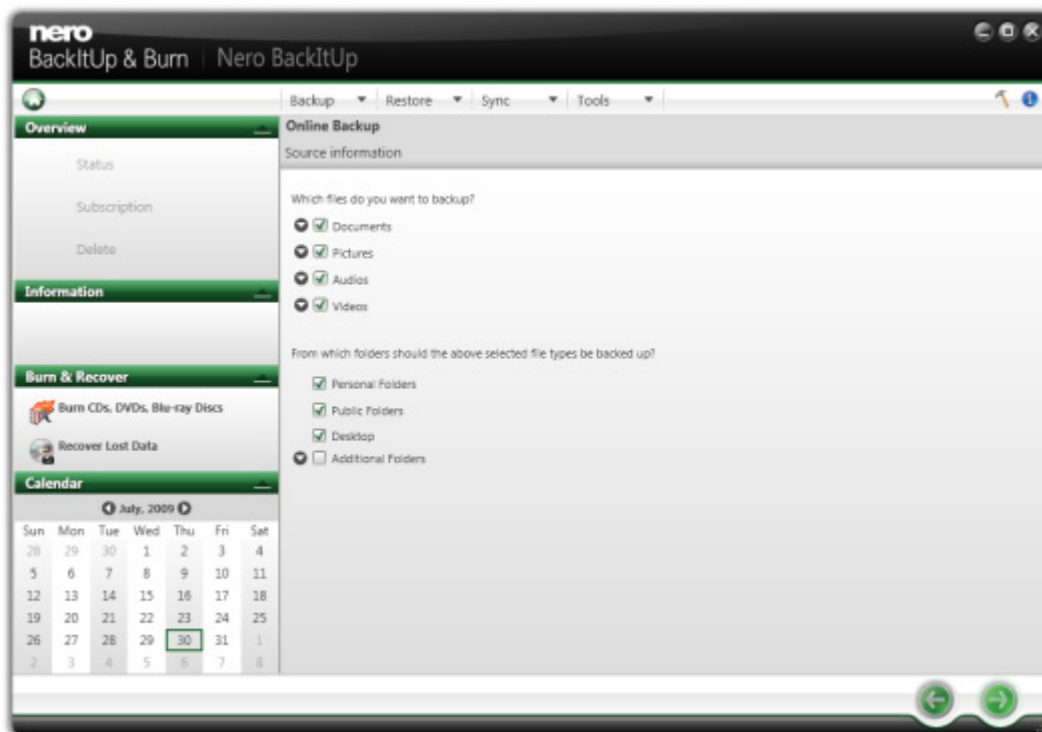 nero
BackItUp & Burn | Nero BackItUp
Backup Restore Sync Tools
Overview
Status
Subscription
Delete
Information
Burn & Recover
Burn CDs, DVDs, Blu-ray Discs
Recover Lost Data
Calendar
July, 2009
Sun Mon Tue Wed Thu Fri Sat
28 29 30 1 2 3 4
5 6 7 8 9 10 11
12 13 14 15 16 17 18
19 20 21 22 23 24 25
26 27 28 29 30 31 1
2 3 4 5 6 7 8
Online Backup
Source information
Which files do you want to backup?
Documents
Pictures
Audios
Videos
From which folders should the above selected file types be backed up?
Personal Folders
Public Folders
Desktop
Additional Folders